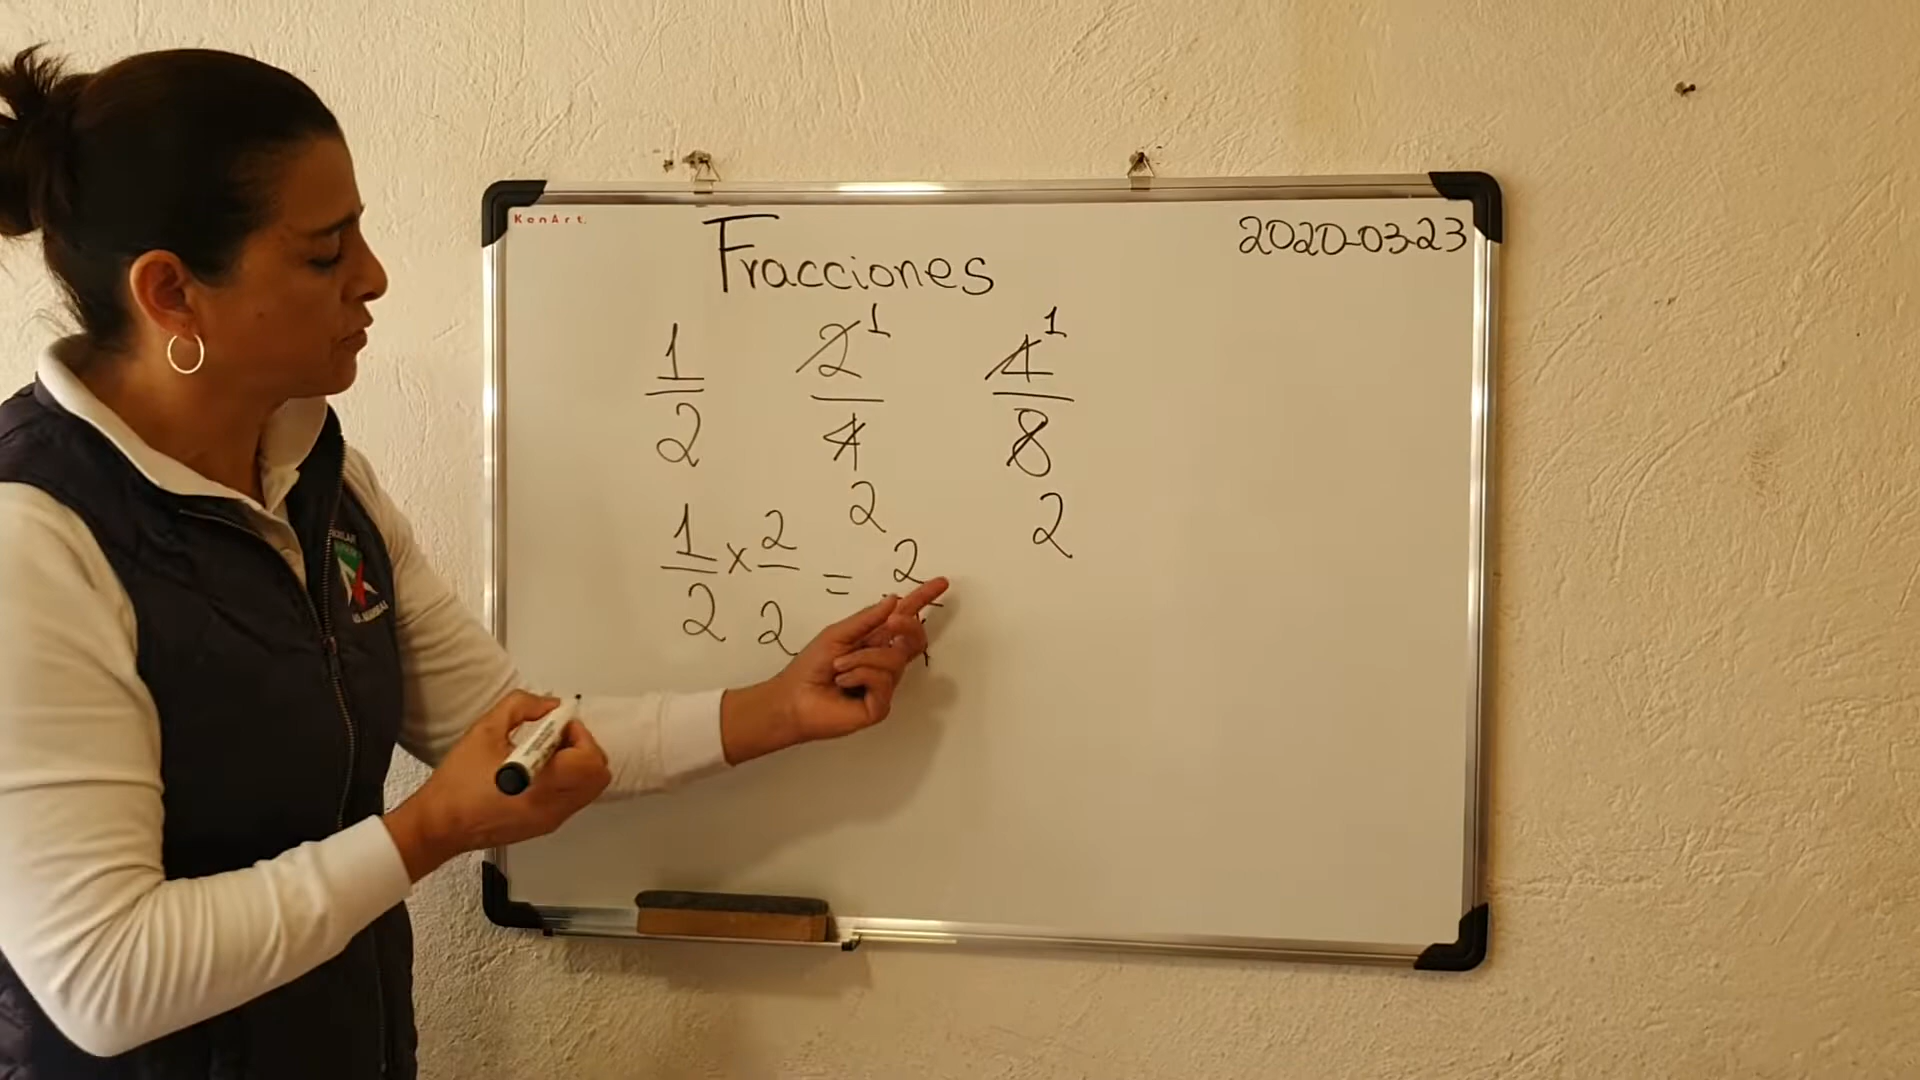 KenArt.
Fracciones
2020-03-23
1/2 2/4 1/2 4/8 1/2
1/2 x 2/2 = 2/